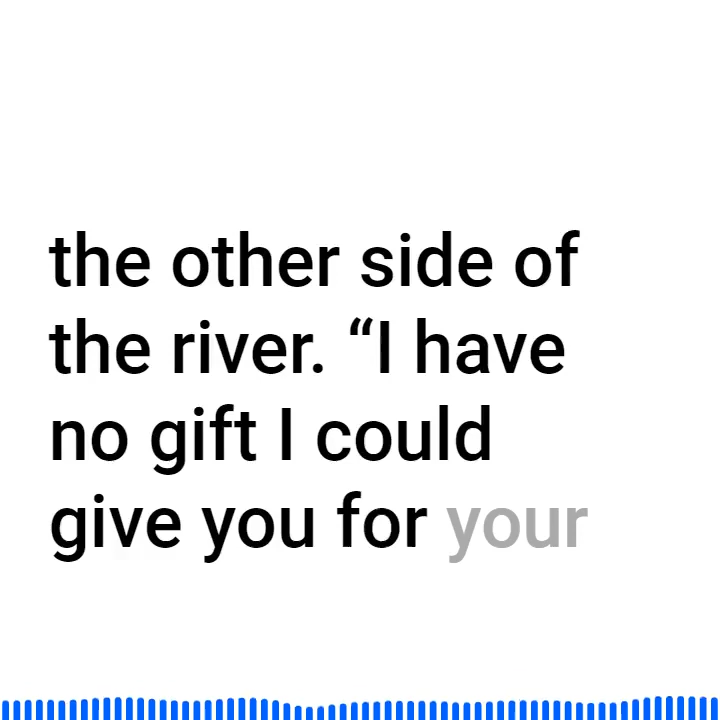 the other side of
the river. “I have
no gift I could
give you for your